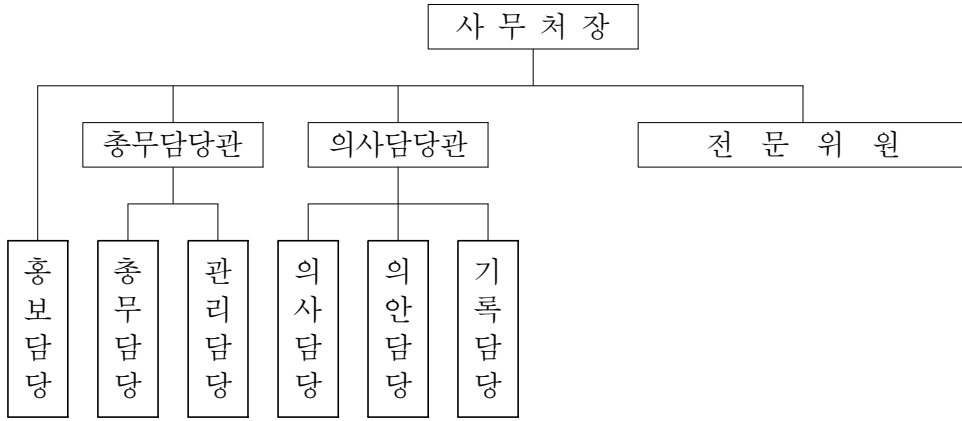 사 무 처 장
총무담당관
의사담당관
전 문 위 원
홍보담당
총무담당
관리담당
의사담당
의안담당
기록담당